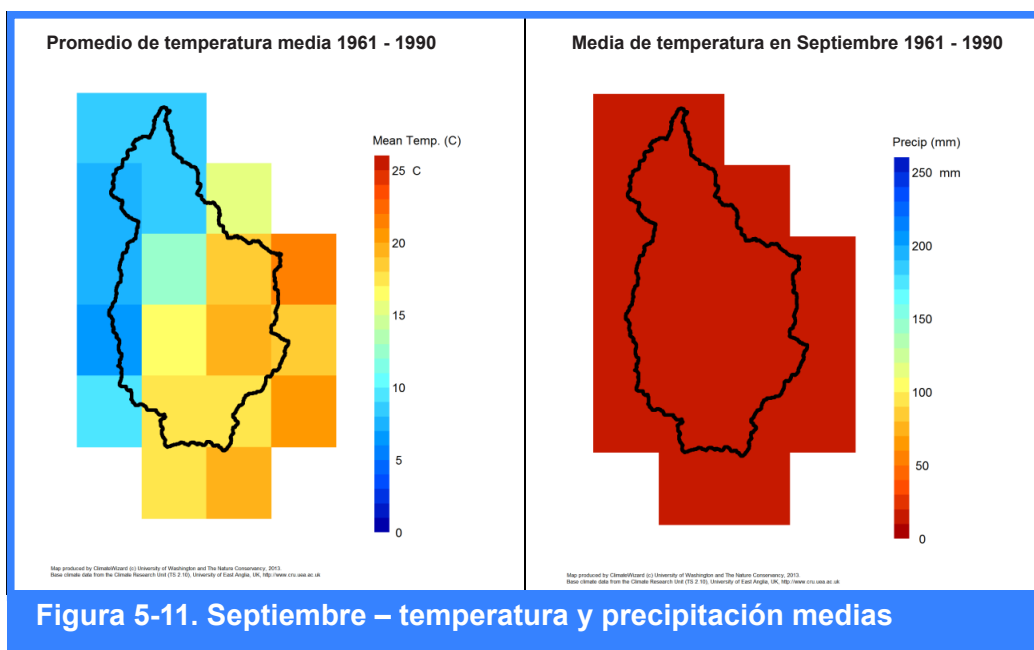 Promedio de temperatura media 1961 - 1990
Mean Temp. (C)
25 C
20
15
10
5
0
Map produced by ClimateWizard (c) University of Washington and The Nature Conservancy, 2013.
Base climate data from the Climate Research Unit (TS 2.10), University of East Anglia, UK, http://www.cru.uea.ac.uk
Media de temperatura en Septiembre 1961 - 1990
Precip (mm)
250 mm
200
150
100
50
0
Map produced by ClimateWizard (c) University of Washington and The Nature Conservancy, 2013.
Base climate data from the Climate Research Unit (TS 2.10), University of East Anglia, UK, http://www.cru.uea.ac.uk
Figura 5-11. Septiembre – temperatura y precipitación medias